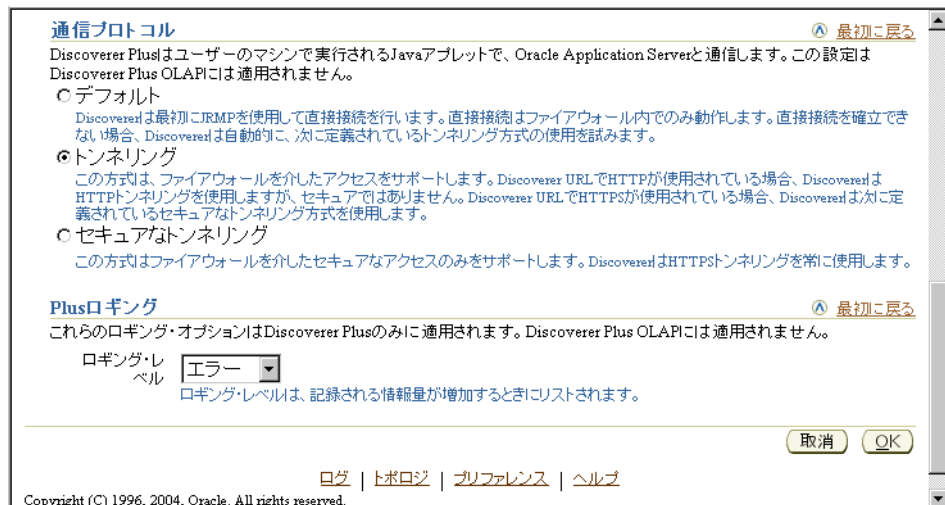 通信プロトコル
最初に戻る
Discoverer Plusはユーザーのマシンで実行されるJavaアプレットで、Oracle Application Serverと通信します。この設定は
Discoverer Plus OLAPには適用されません。
デフォルト
Discovererは最初にJRMPを使用して直接接続を行います。直接接続はファイアウォール内でのみ動作します。直接接続を確立でき
ない場合、Discovererは自動的に、次に定義されているトンネリング方式の使用を試みます。
トンネリング
この方式は、ファイアウォールを介したアクセスをサポートします。Discoverer URLでHTTPが使用されている場合、Discovererは
HTTPトンネリングを使用しますが、セキュアではありません。Discoverer URLでHTTPSが使用されている場合、Discovererは次に定
義されているセキュアなトンネリング方式を使用します。
セキュアなトンネリング
この方式はファイアウォールを介したセキュアなアクセスのみをサポートします。DiscovererはHTTPSトンネリングを常に使用します。
Plusロギング
最初に戻る
これらのロギング・オプションはDiscoverer Plusのみに適用されます。Discoverer Plus OLAPには適用されません。
ロギング・レ
ベル
エラー
ロギング・レベルは、記録される情報量が増加するときにリストされます。
取消
OK
ログ | トポロジ | プリファレンス | ヘルプ
Copyright (C) 1996, 2004, Oracle. All rights reserved.